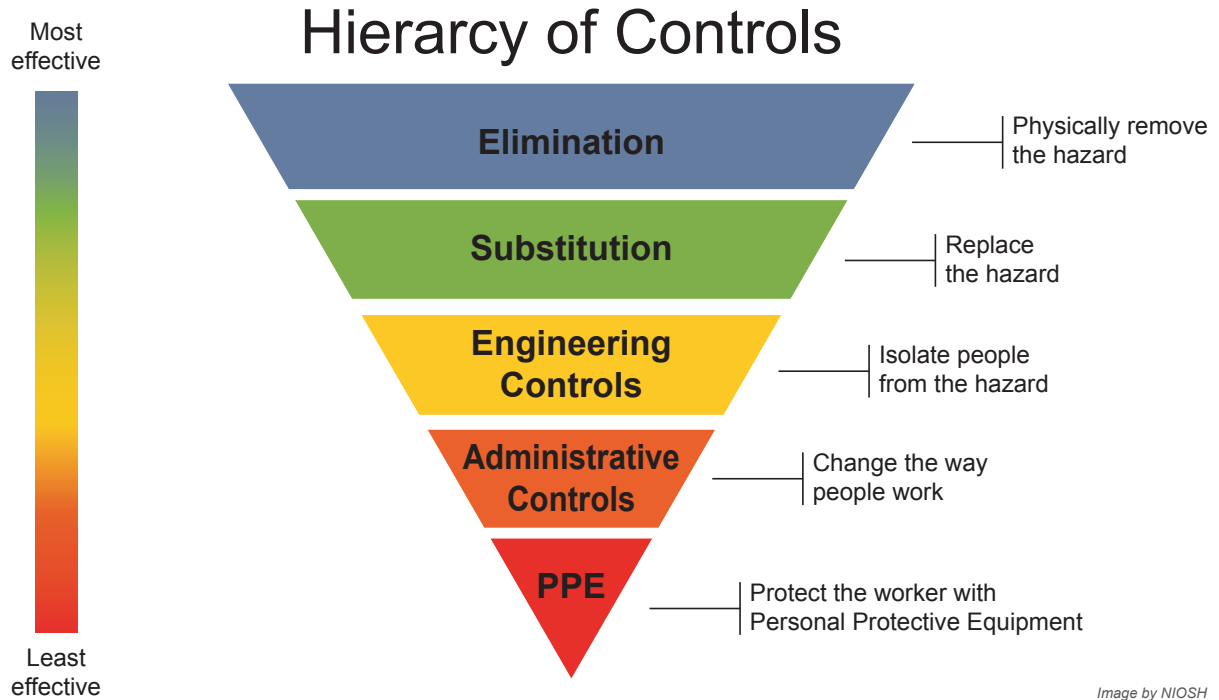 Hierarcy of Controls
Most
effective
Elimination
Physically remove
the hazard
Substitution
Replace
the hazard
Engineering
Controls
Isolate people
from the hazard
Administrative
Controls
Change the way
people work
PPE
Protect the worker with
Personal Protective Equipment
Least
effective
Image by NIOSH